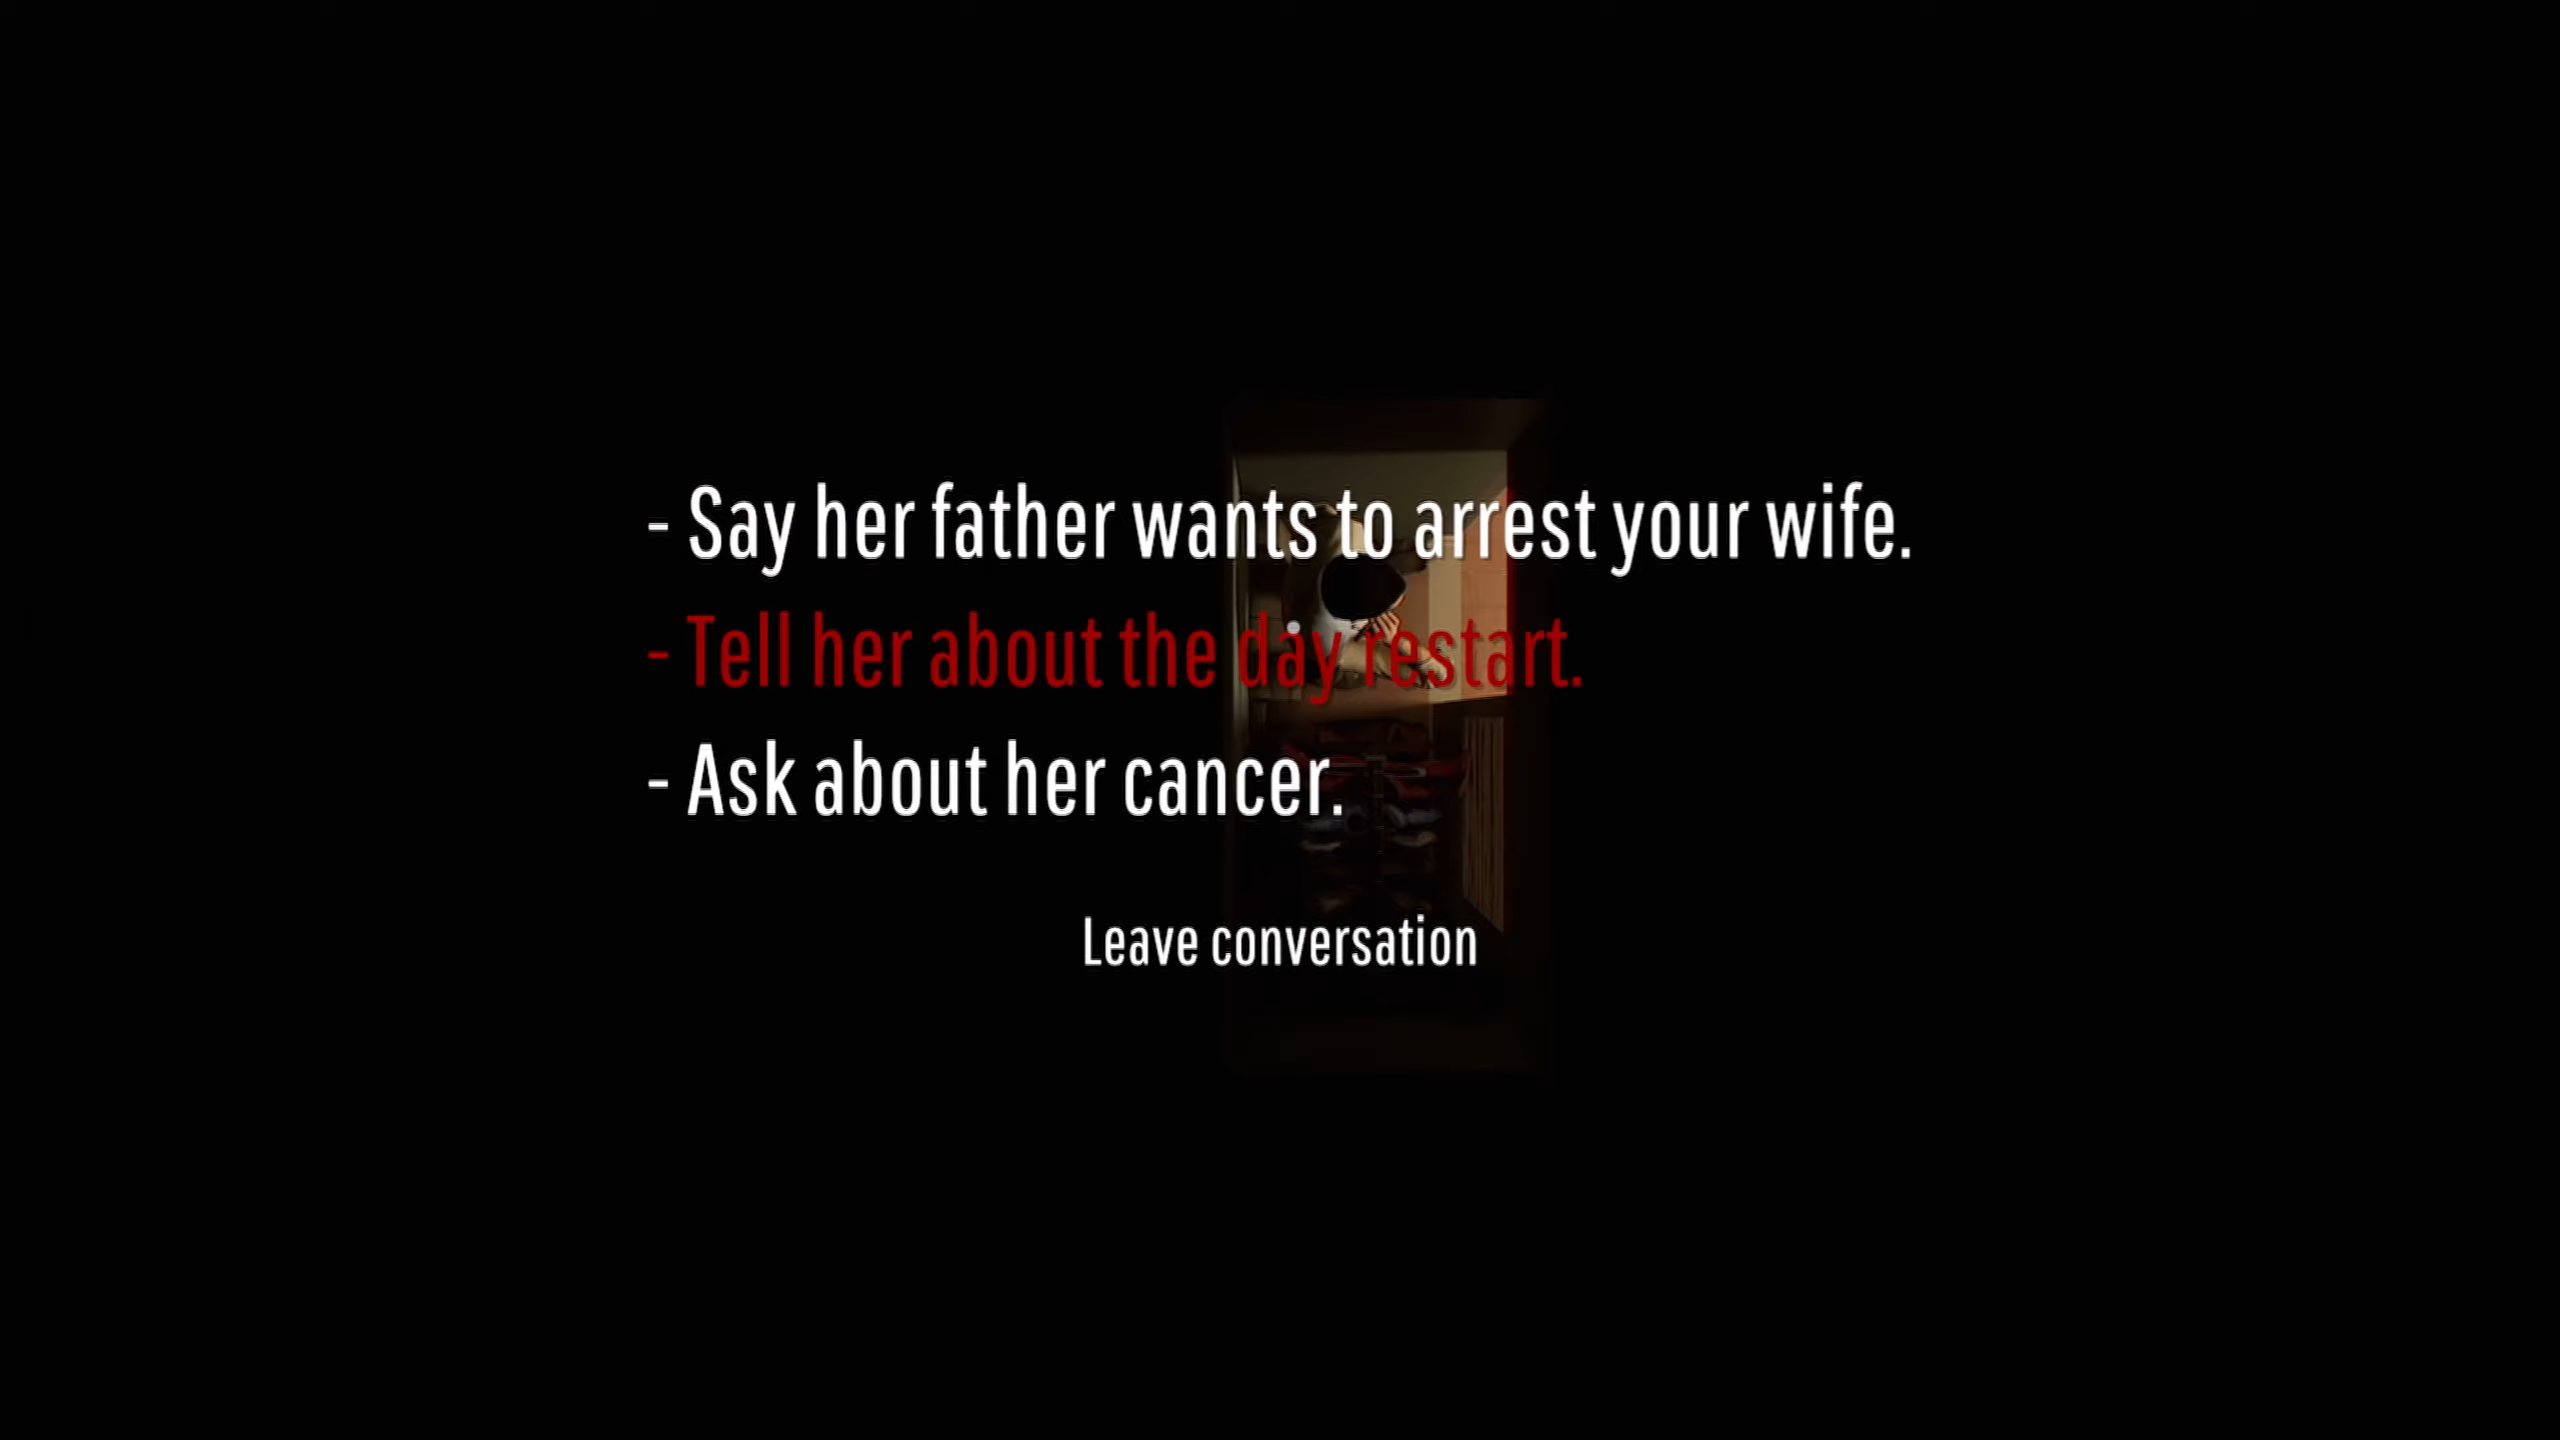 - Say her father wants to arrest your wife.
- Tell her about the day restart.
- Ask about her cancer.
Leave conversation